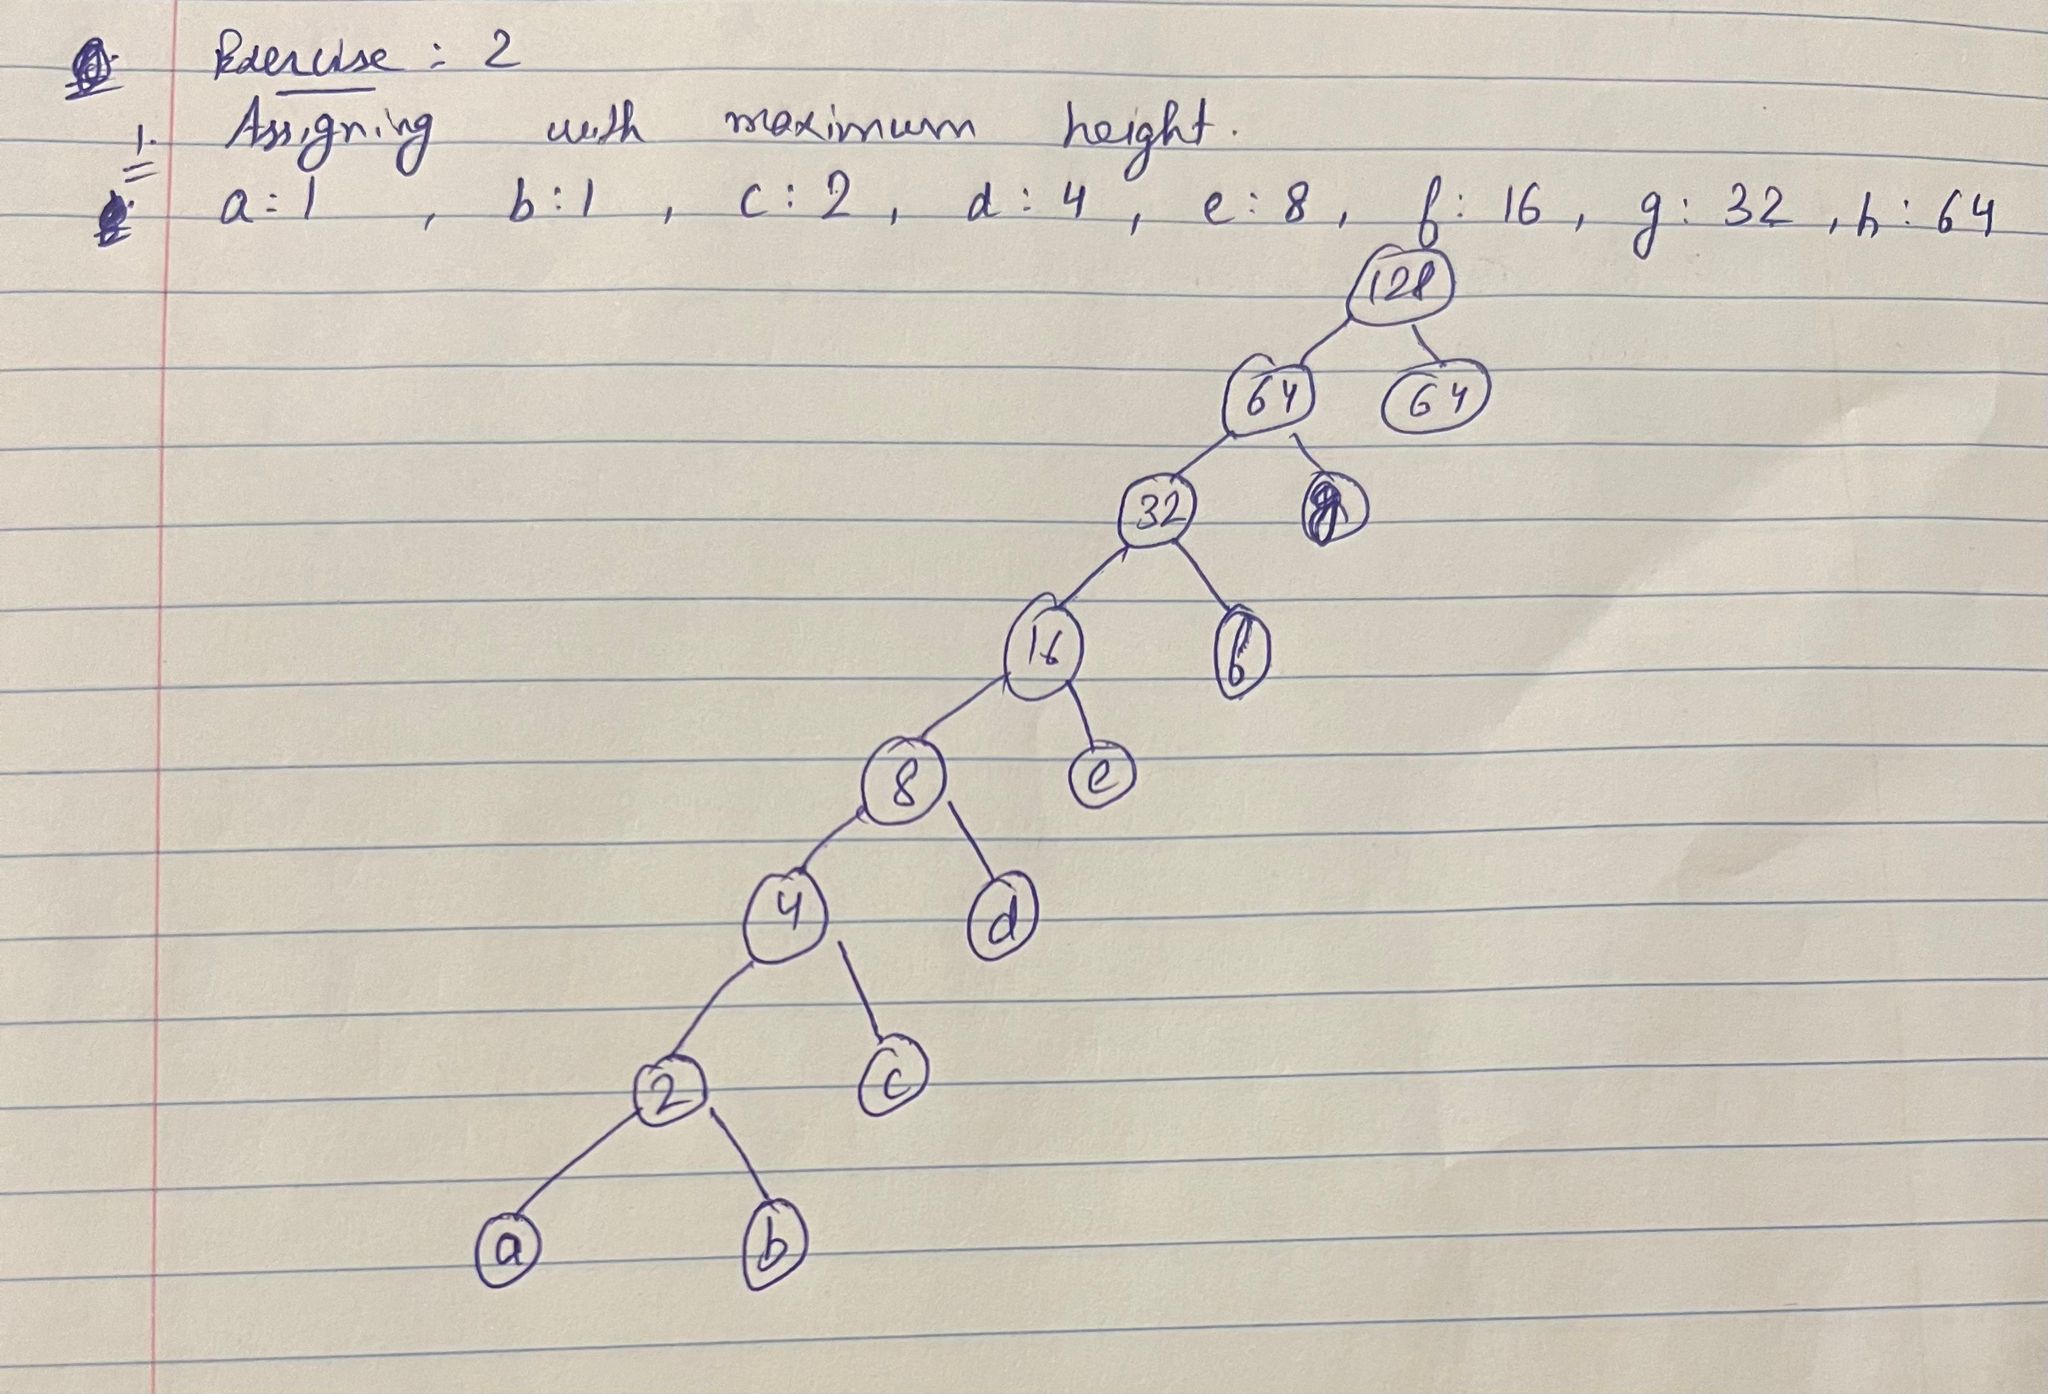 Exercise : 2
1. Assigning with maximum height.
a : 1 , b : 1 , c : 2 , d : 4 , e : 8 , f : 16 , g : 32 , h : 64
128
64 64
32 g
16 f
8 e
4 d
2 c
a b